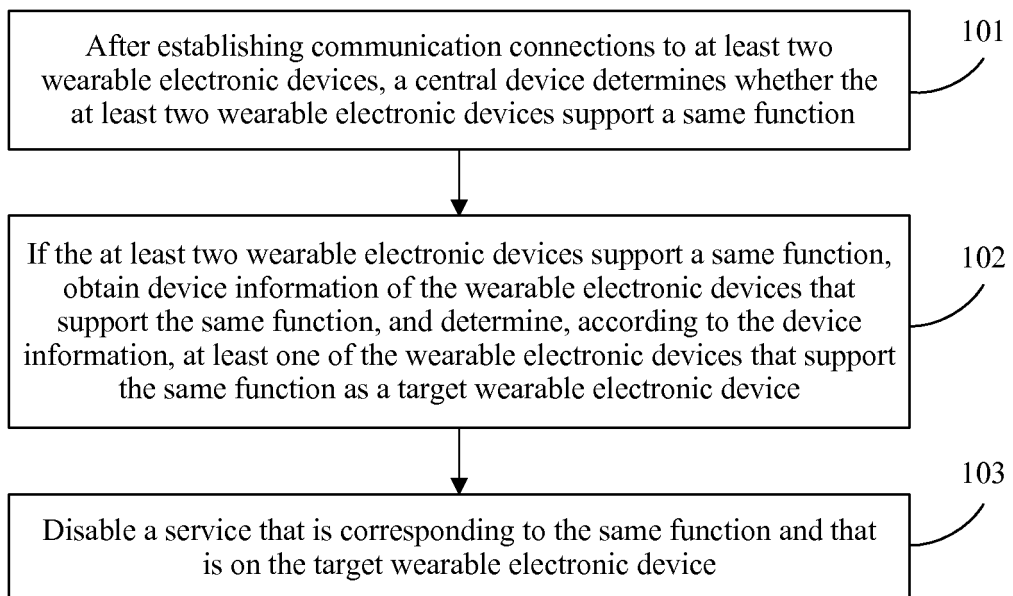 After establishing communication connections to at least two
wearable electronic devices, a central device determines whether the
at least two wearable electronic devices support a same function
101
If the at least two wearable electronic devices support a same function,
obtain device information of the wearable electronic devices that
support the same function, and determine, according to the device
information, at least one of the wearable electronic devices that support
the same function as a target wearable electronic device
102
Disable a service that is corresponding to the same function and that
is on the target wearable electronic device
103